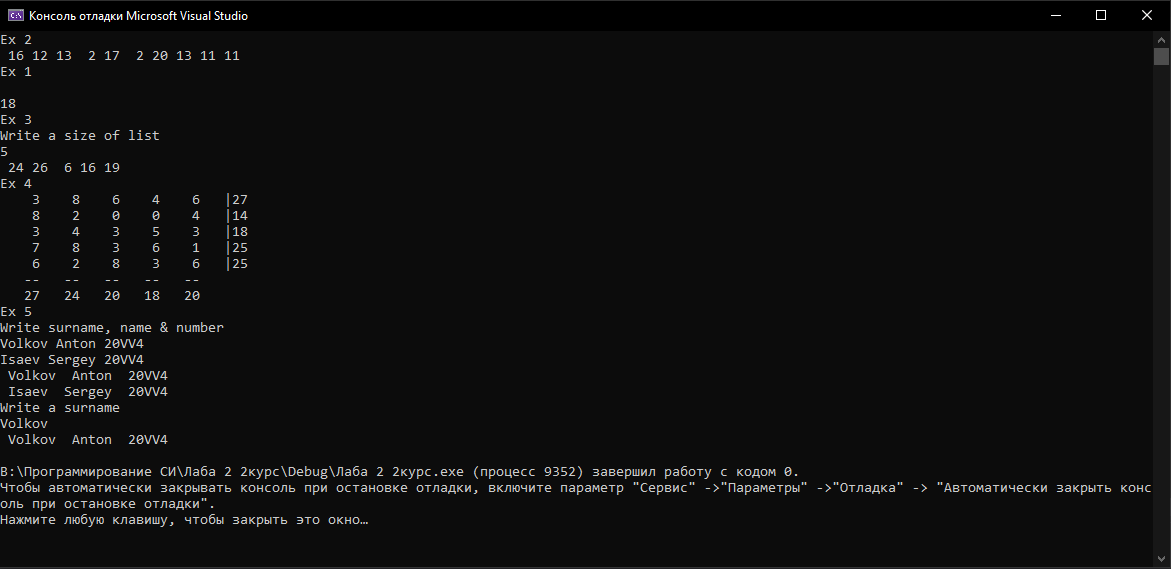 Консоль отладки Microsoft Visual Studio
Ex 2
 16 12 13  2 17  2 20 13 11 11
Ex 1

18
Ex 3
Write a size of list
5
 24 26  6 16 19
Ex 4
    3    8    6    4    6   |27
    8    2    0    0    4   |14
    3    4    3    5    3   |18
    7    8    3    6    1   |25
    6    2    8    3    6   |25
   --   --   --   --   --
   27   24   20   18   20
Ex 5
Write surname, name & number
Volkov Anton 20VV4
Isaev Sergey 20VV4
 Volkov  Anton  20VV4
 Isaev  Sergey  20VV4
Write a surname
Volkov
 Volkov  Anton  20VV4

B:\Программирование СИ\Лаба 2 2курс\Debug\Лаба 2 2курс.exe (процесс 9352) завершил работу с кодом 0.
Чтобы автоматически закрывать консоль при остановке отладки, включите параметр "Сервис" ->"Параметры" ->"Отладка" -> "Автоматически закрыть конс
оль при остановке отладки".
Нажмите любую клавишу, чтобы закрыть это окно…